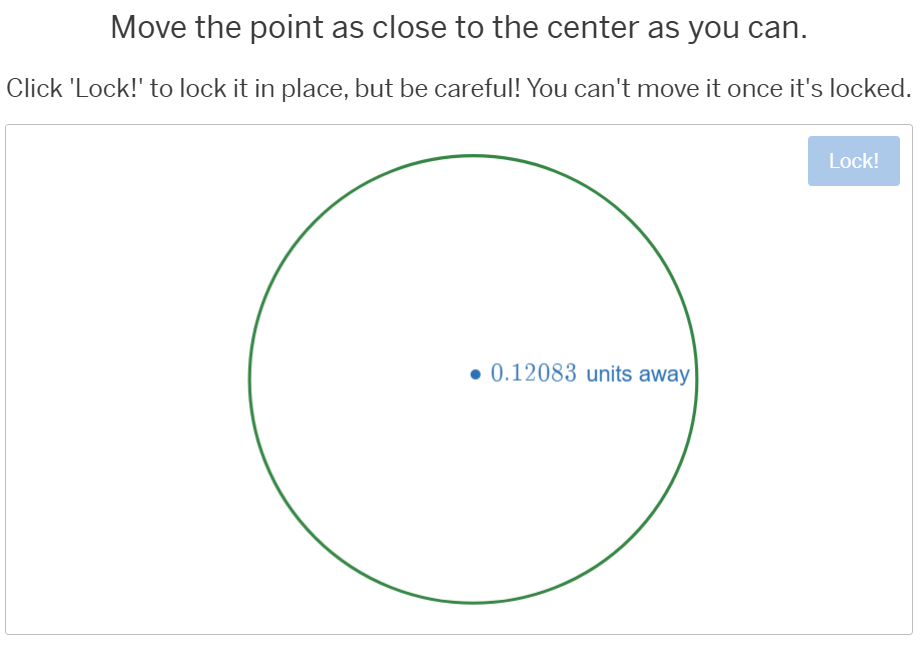 Move the point as close to the center as you can.
Click 'Lock!' to lock it in place, but be careful! You can't move it once it's locked.
Lock!
0.12083 units away